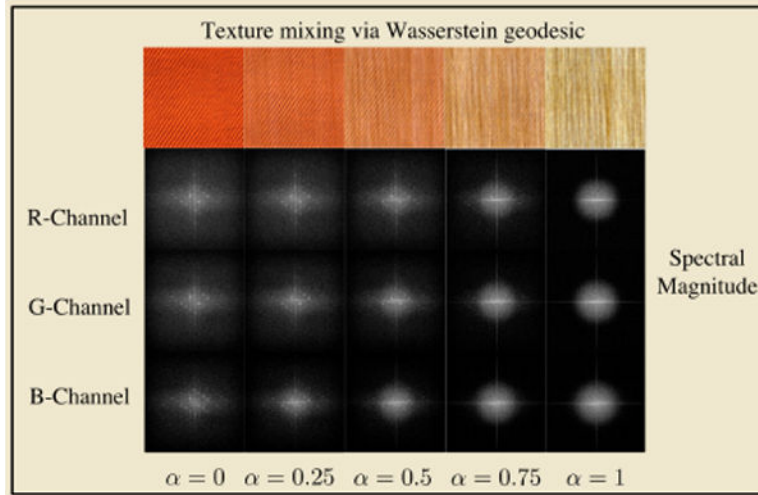 Texture mixing via Wasserstein geodesic
R-Channel
G-Channel
B-Channel
Spectral
Magnitude
α = 0 α = 0.25 α = 0.5 α = 0.75 α = 1